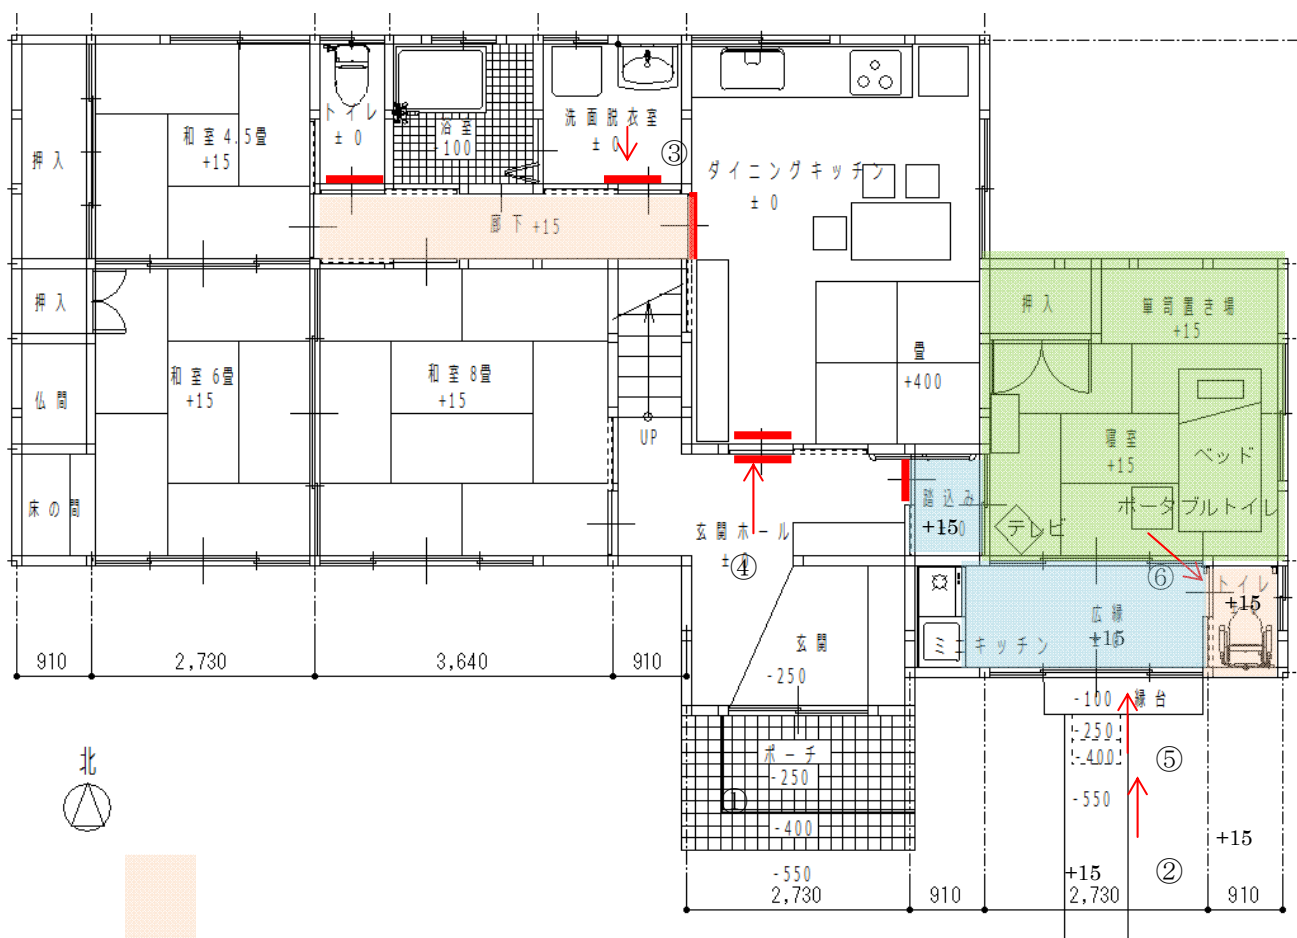 トイレ
±0
浴室
-100
洗面脱衣室
±0
③
和室4.5畳
+15
押入
ダイニングキッチン
±0
廊下+15
押入
仏間
床の間
和室6畳
+15
和室8畳
+15
UP
畳
+400
押入
箪笥置き場
+15
寝室
+15
ベッド
ポータブルトイレ
テレビ
踏込み
+15
玄関ホール
④
⑥
トイレ
+15
広縁
+15
ミニキッチン
玄関
-250
910
2,730
3,640
910
-100
縁台
-250
-400
-550
⑤
ポーチ
-250
①
-400
-550
北
+15
+15
②
2,730
910
2,730
910